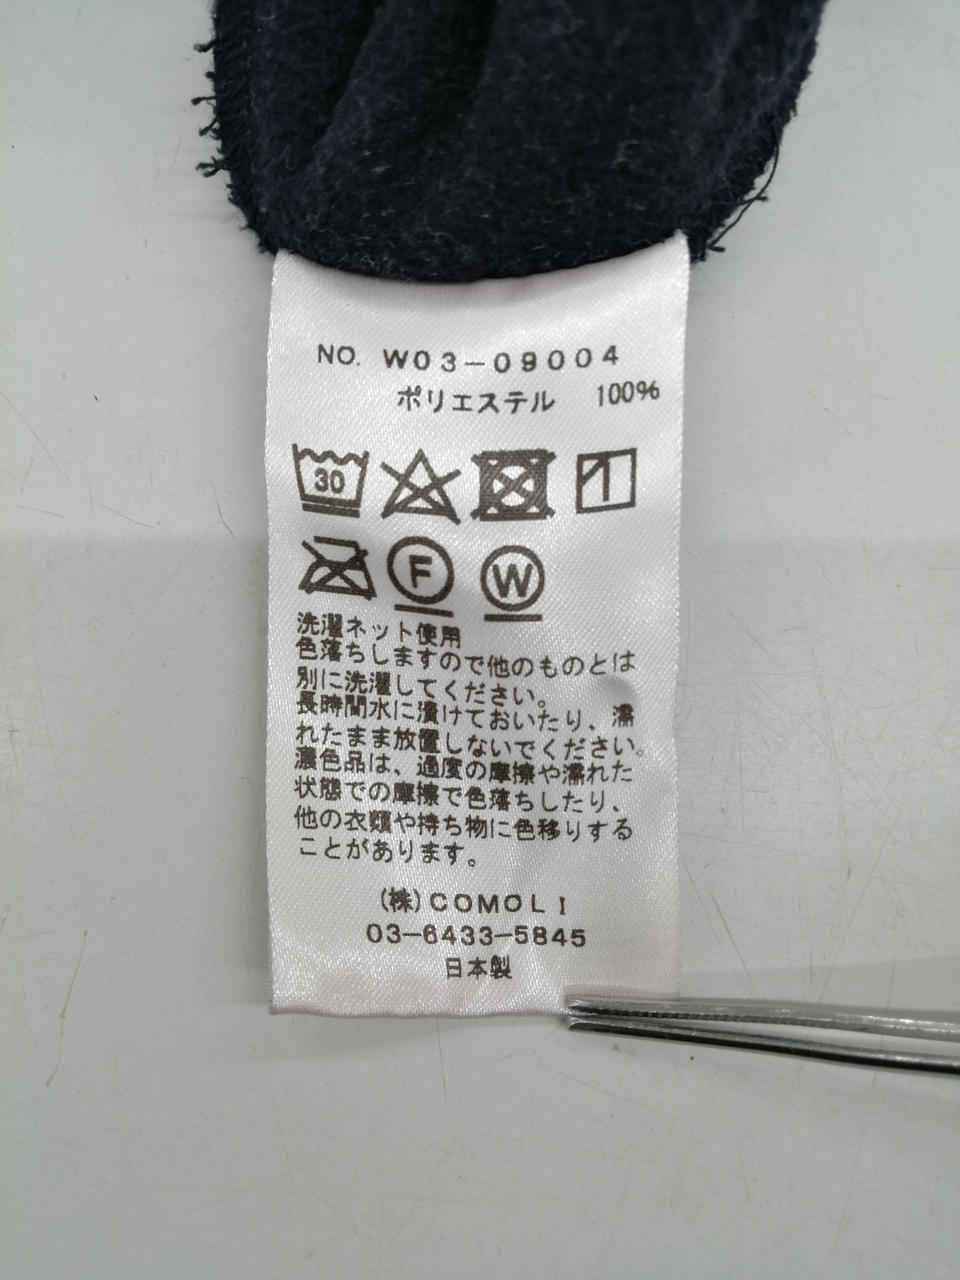 NO. W03-09004
ポリエステル 100%
30
F W
洗濯ネット使用
色落ちしますので他のものとは
別に洗濯してください。
長時間水に漬けておいたり、濡
れたまま放置しないでください。
濃色品は、過度の摩擦や濡れた
状態での摩擦で色落ちしたり、
他の衣類や持ち物に色移りする
ことがあります。
(株)COMOLI
03-6433-5845
日本製